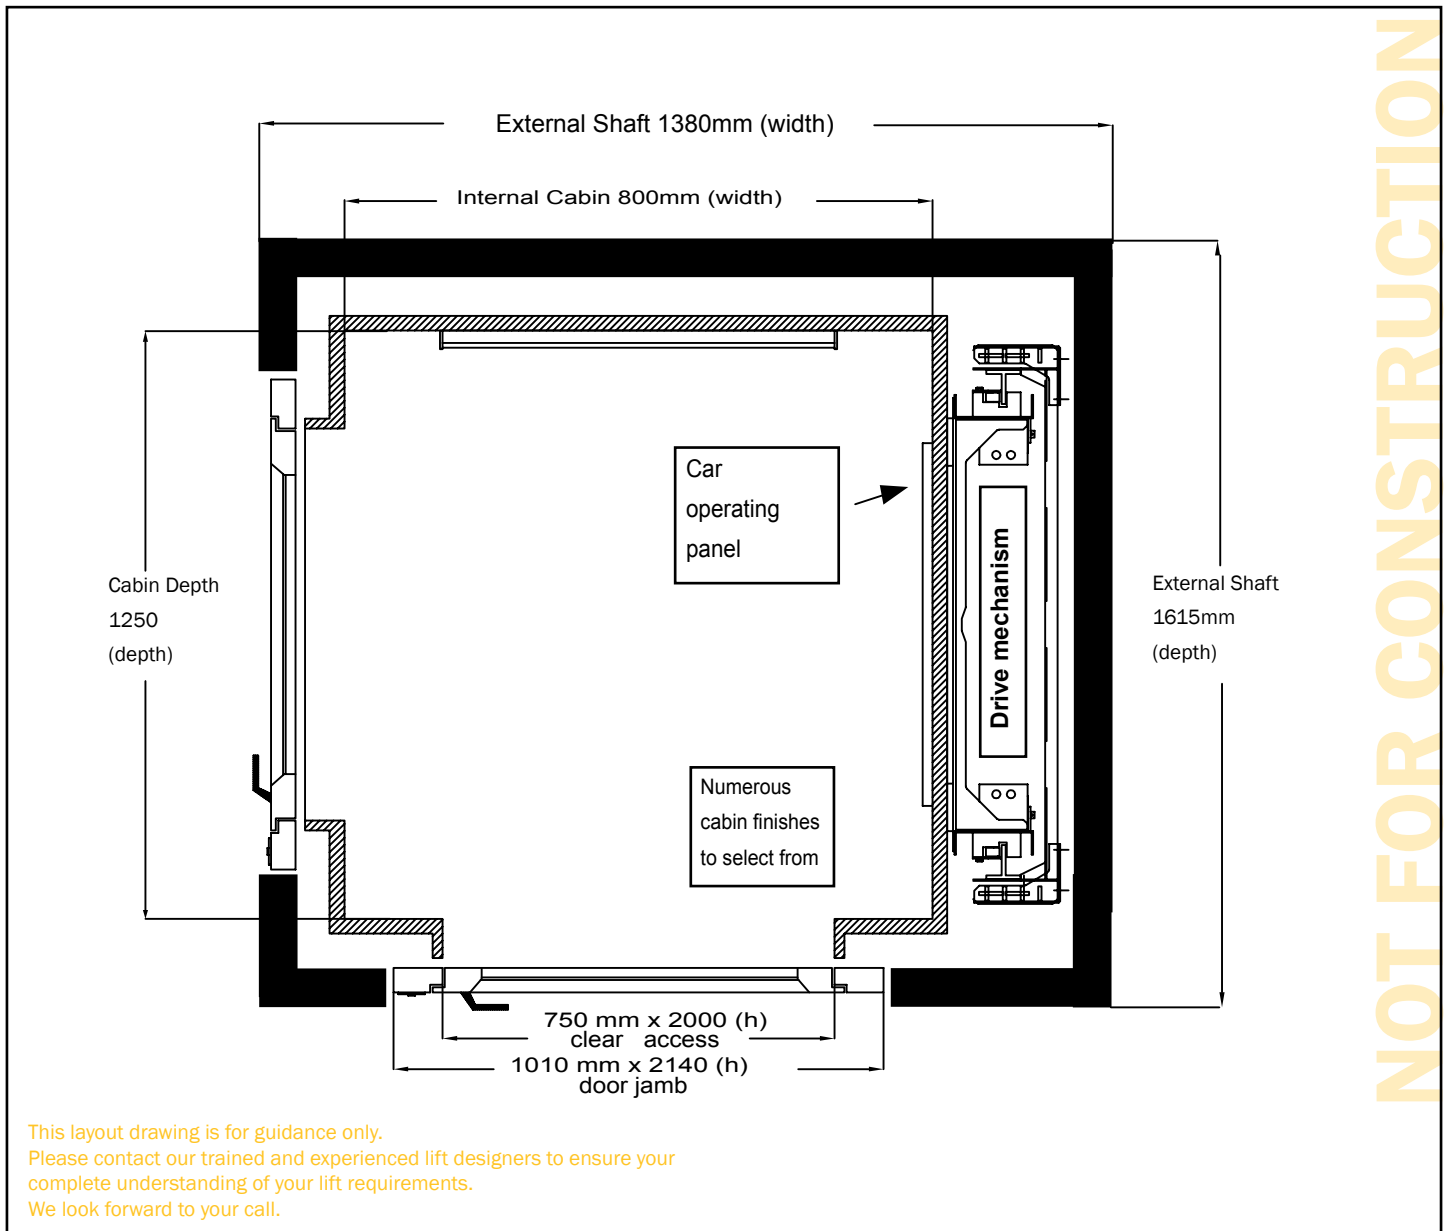 External Shaft 1380mm (width)
Internal Cabin 800mm (width)
Car
operating
panel
Drive mechanism
Cabin Depth
1250
(depth)
External Shaft
1615mm
(depth)
Numerous
cabin finishes
to select from
750 mm x 2000 (h)
clear access
1010 mm x 2140 (h)
door jamb
This layout drawing is for guidance only.
Please contact our trained and experienced lift designers to ensure your
complete understanding of your lift requirements.
We look forward to your call.
NOT FOR CONSTRUCTION